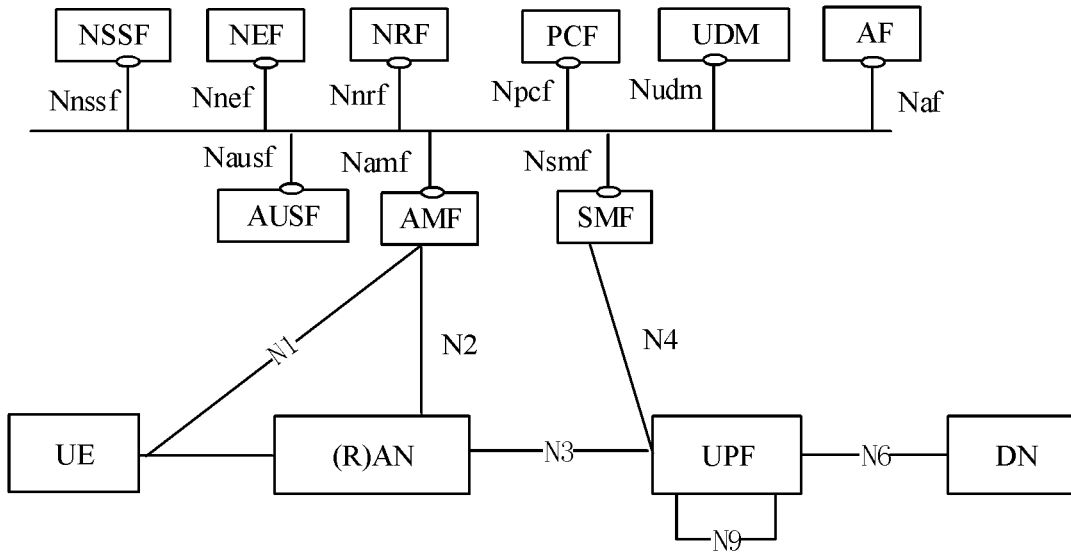 NSSF NEF NRF PCF UDM AF
Nnssf Nnef Nnrf Npcf Nudm Naf
Nausf Namf Nsmf
AUSF AMF SMF
N1 N2 N4
UE (R)AN N3 UPF N6 DN
N9